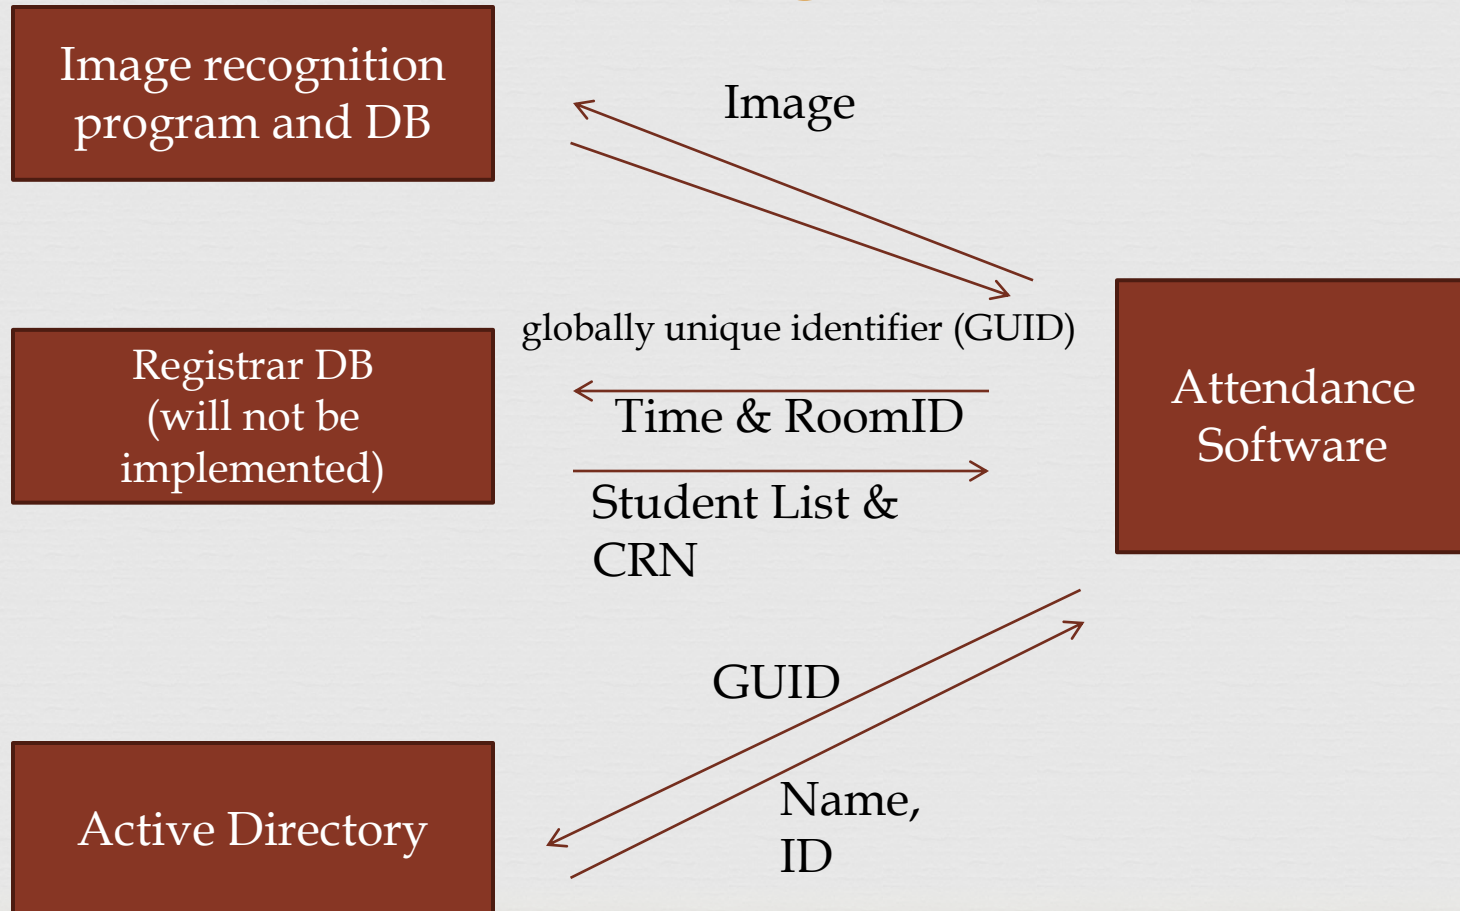 Image recognition
program and DB
Image
globally unique identifier (GUID)
Registrar DB
(will not be
implemented)
Time & RoomID
Student List &
CRN
Attendance
Software
GUID
Name,
ID
Active Directory